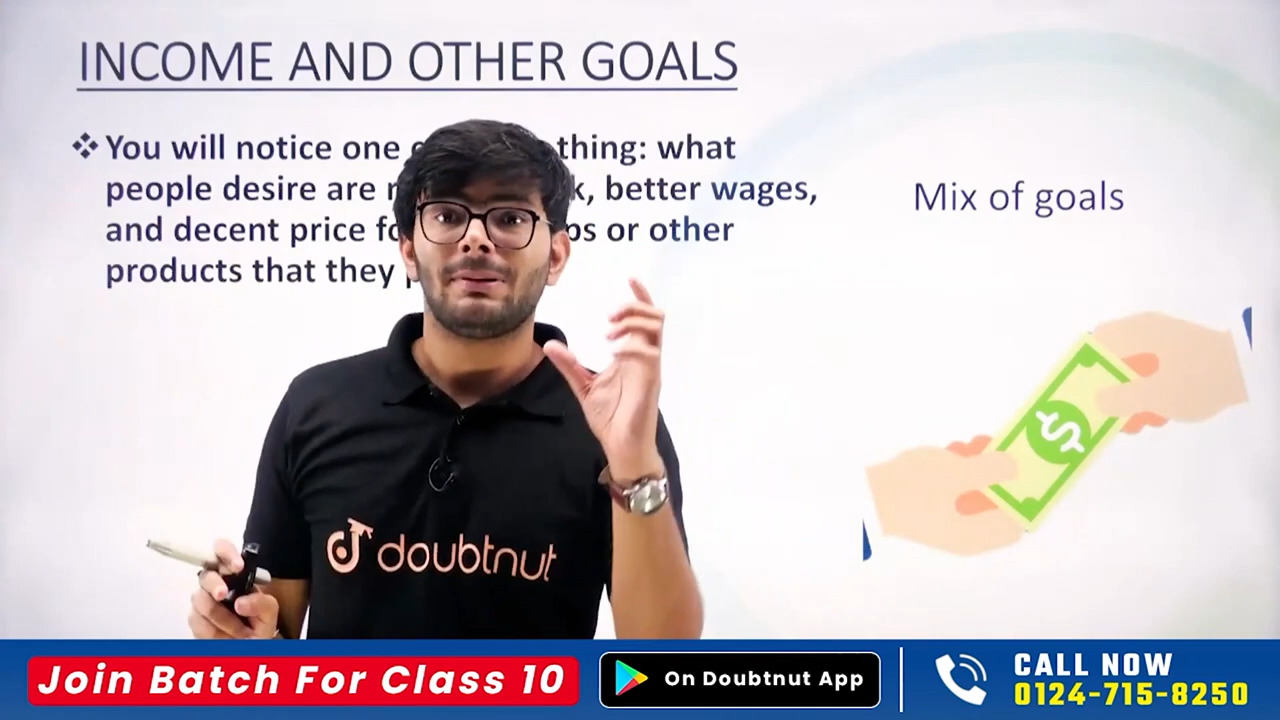 INCOME AND OTHER GOALS
❖ You will notice one thing: what
people desire are better wages,
and decent price or other
products that they
Mix of goals
doubtnut
Join Batch For Class 10
On Doubtnut App
CALL NOW
0124-715-8250